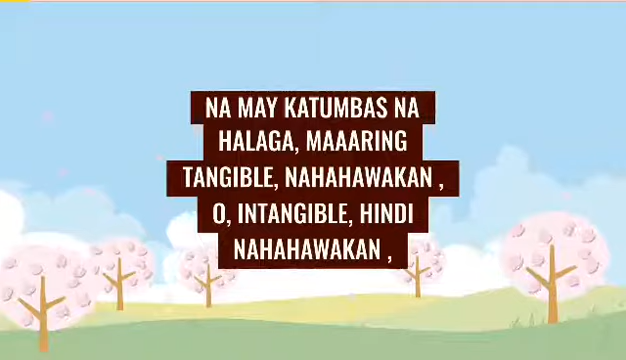 NA MAY KATUMBAS NA
HALAGA, MAAARING
TANGIBLE, NAHAHAWAKAN ,
O, INTANGIBLE, HINDI
NAHAHAWAKAN ,